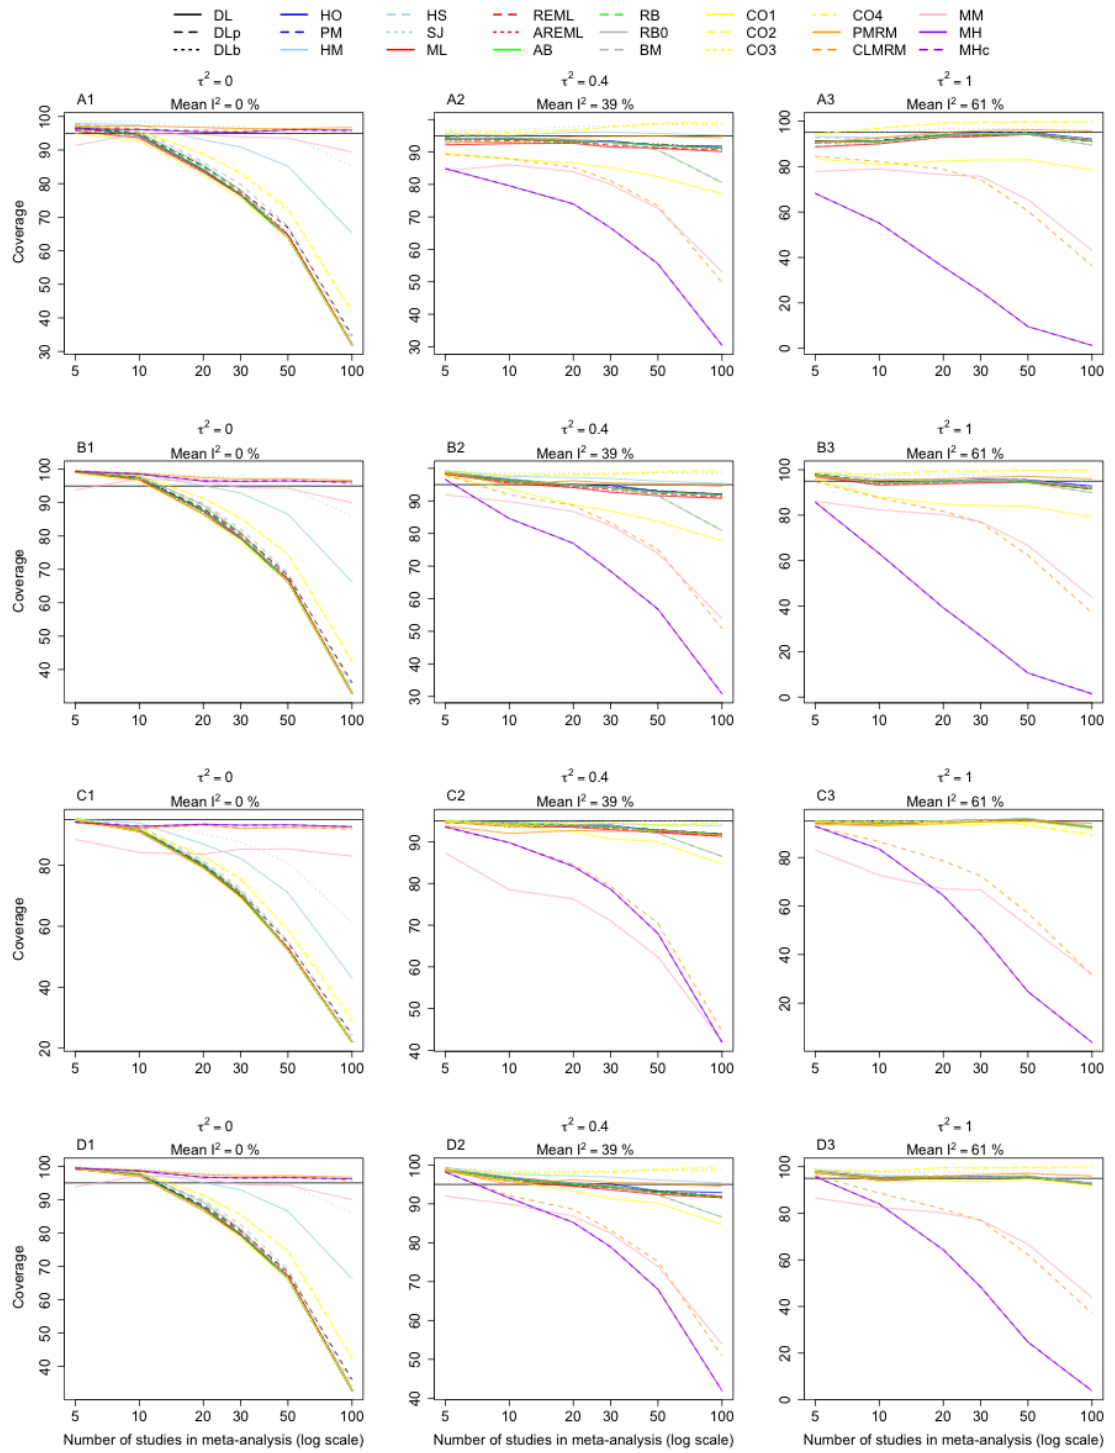 DL HO HS REML RB CO1 CO4 MM
DLp PM SJ AREML RB0 CO2 PMRM MH
DLb HM ML AB BM CO3 CLMRM MHc
τ² = 0 τ² = 0.4 τ² = 1
A1 Mean I² = 0 % A2 Mean I² = 39 % A3 Mean I² = 61 %
Coverage
30 40 50 60 70 80 90 100
30 40 50 60 70 80 90
0 20 40 60 80 100
5 10 20 30 50 100 5 10 20 30 50 100 5 10 20 30 50 100
τ² = 0 τ² = 0.4 τ² = 1
B1 Mean I² = 0 % B2 Mean I² = 39 % B3 Mean I² = 61 %
Coverage
40 50 60 70 80 90 100
30 40 50 60 70 80 90
0 20 40 60 80 100
5 10 20 30 50 100 5 10 20 30 50 100 5 10 20 30 50 100
τ² = 0 τ² = 0.4 τ² = 1
C1 Mean I² = 0 % C2 Mean I² = 39 % C3 Mean I² = 61 %
Coverage
20 40 60 80
40 50 60 70 80 90
20 40 60 80
5 10 20 30 50 100 5 10 20 30 50 100 5 10 20 30 50 100
τ² = 0 τ² = 0.4 τ² = 1
D1 Mean I² = 0 % D2 Mean I² = 39 % D3 Mean I² = 61 %
Coverage
40 50 60 70 80 90 100
40 50 60 70 80 90 100
0 20 40 60 80 100
5 10 20 30 50 100 5 10 20 30 50 100 5 10 20 30 50 100
Number of studies in meta-analysis (log scale) Number of studies in meta-analysis (log scale) Number of studies in meta-analysis (log scale)